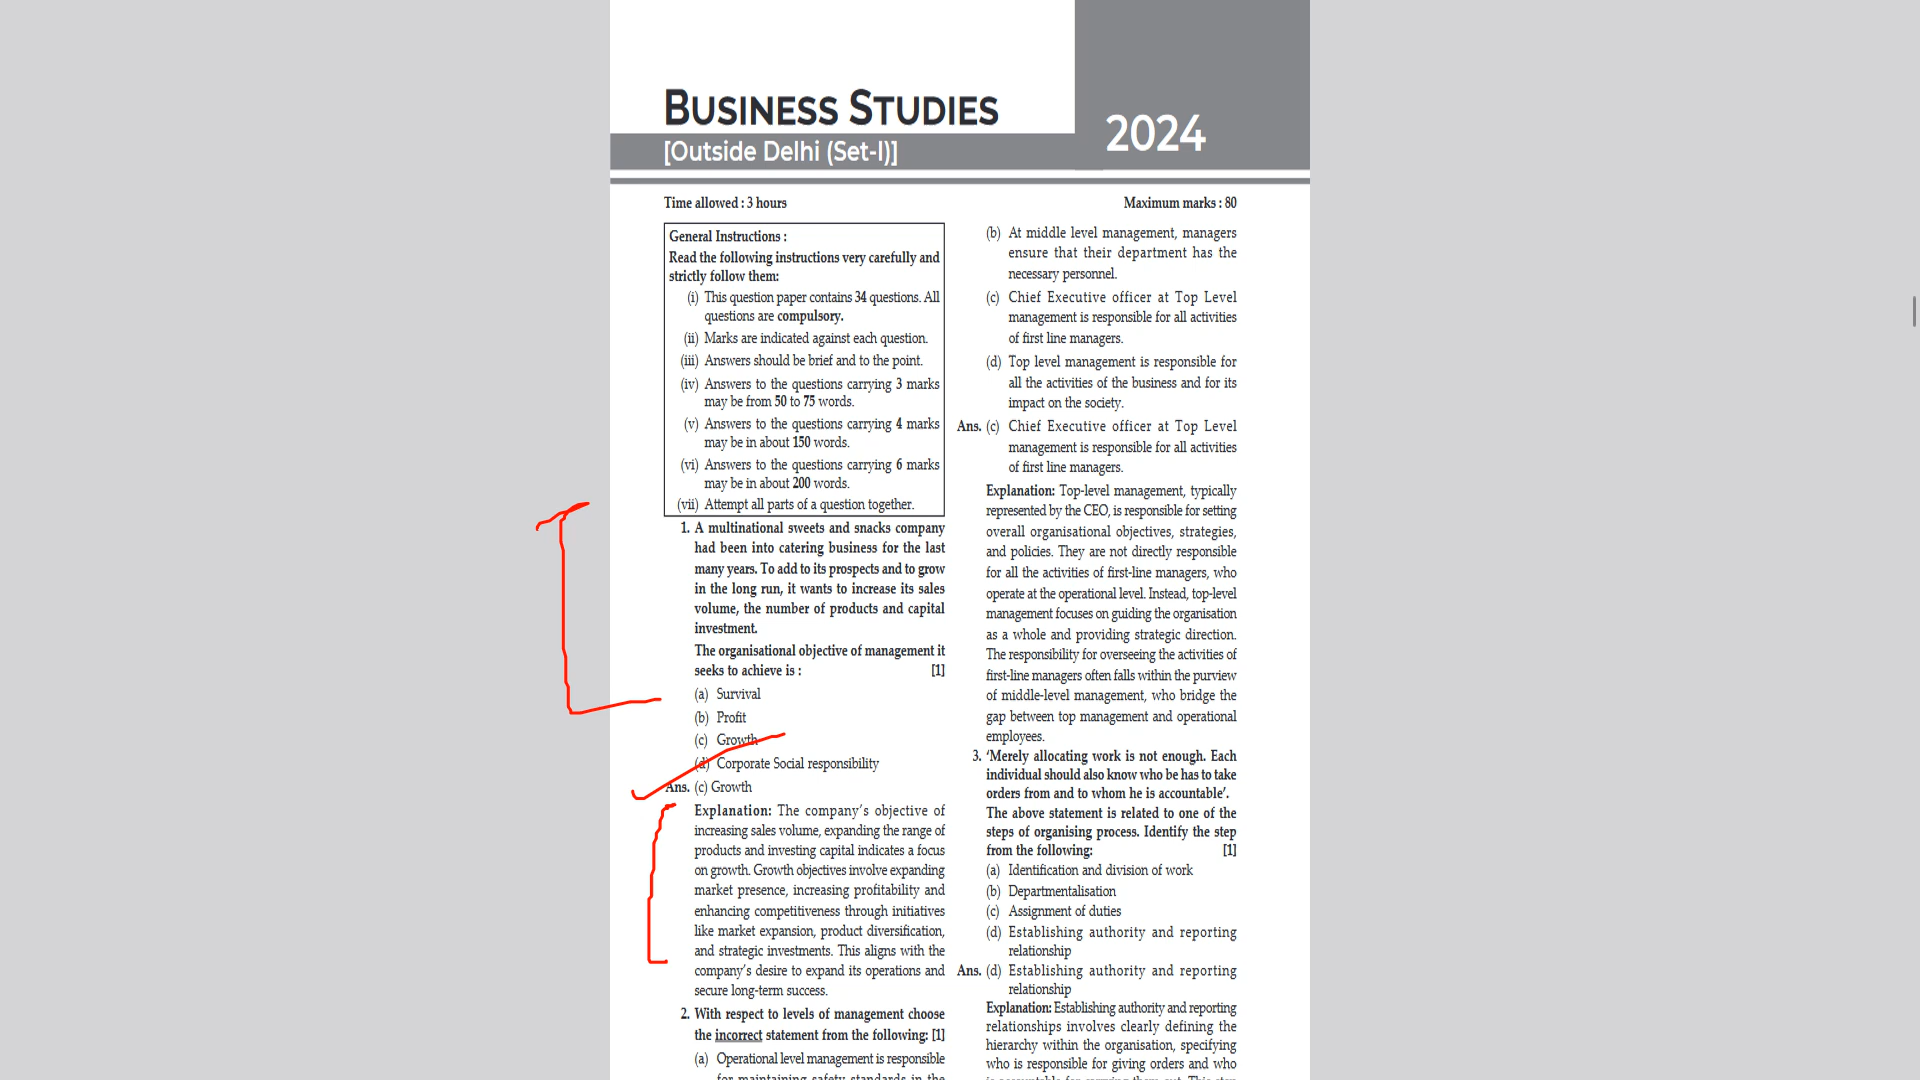 BUSINESS STUDIES
2024
[Outside Delhi (Set-I)]
Time allowed : 3 hours
Maximum marks : 80
General Instructions :
Read the following instructions very carefully and
strictly follow them:
(i) This question paper contains 34 questions. All
questions are compulsory.
(ii) Marks are indicated against each question.
(iii) Answers should be brief and to the point.
(iv) Answers to the questions carrying 3 marks
may be from 50 to 75 words.
(v) Answers to the questions carrying 4 marks
may be in about 150 words.
(vi) Answers to the questions carrying 6 marks
may be in about 200 words.
(vii) Attempt all parts of a question together.
1. A multinational sweets and snacks company
had been into catering business for the last
many years. To add to its prospects and to grow
in the long run, it wants to increase its sales
volume, the number of products and capital
investment.
The organisational objective of management it
seeks to achieve is : [1]
(a) Survival
(b) Profit
(c) Growth
(d) Corporate Social responsibility
Ans. (c) Growth
Explanation: The company's objective of
increasing sales volume, expanding the range of
products and investing capital indicates a focus
on growth. Growth objectives involve expanding
market presence, increasing profitability and
enhancing competitiveness through initiatives
like market expansion, product diversification,
and strategic investments. This aligns with the
company's desire to expand its operations and
secure long-term success.
2. With respect to levels of management choose
the incorrect statement from the following: [1]
(a) Operational level management is responsible
for maintaining safety standards in the
(b) At middle level management, managers
ensure that their department has the
necessary personnel.
(c) Chief Executive officer at Top Level
management is responsible for all activities
of first line managers.
(d) Top level management is responsible for
all the activities of the business and for its
impact on the society.
Ans. (c) Chief Executive officer at Top Level
management is responsible for all activities
of first line managers.
Explanation: Top-level management, typically
represented by the CEO, is responsible for setting
overall organisational objectives, strategies,
and policies. They are not directly responsible
for all the activities of first-line managers, who
operate at the operational level. Instead, top-level
management focuses on guiding the organisation
as a whole and providing strategic direction.
The responsibility for overseeing the activities of
first-line managers often falls within the purview
of middle-level management, who bridge the
gap between top management and operational
employees.
3. 'Merely allocating work is not enough. Each
individual should also know who be has to take
orders from and to whom he is accountable'.
The above statement is related to one of the
steps of organising process. Identify the step
from the following: [1]
(a) Identification and division of work
(b) Departmentalisation
(c) Assignment of duties
(d) Establishing authority and reporting
relationship
Ans. (d) Establishing authority and reporting
relationship
Explanation: Establishing authority and reporting
relationships involves clearly defining the
hierarchy within the organisation, specifying
who is responsible for giving orders and who